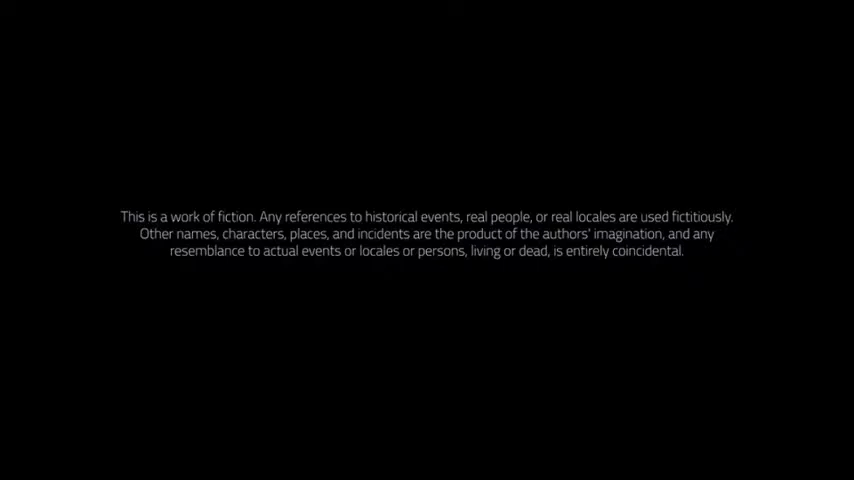 This is a work of fiction. Any references to historical events, real people, or real locales are used fictitiously.
Other names, characters, places, and incidents are the product of the authors' imagination, and any
resemblance to actual events or locales or persons, living or dead, is entirely coincidental.